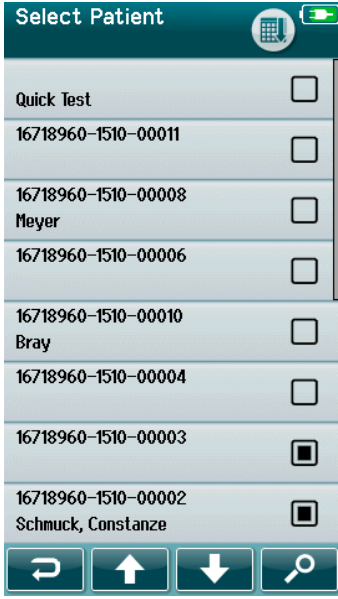 Select Patient
Quick Test
16718960-1510-00011
16718960-1510-00008
Meyer
16718960-1510-00006
16718960-1510-00010
Bray
16718960-1510-00004
16718960-1510-00003
16718960-1510-00002
Schmuck, Constanze